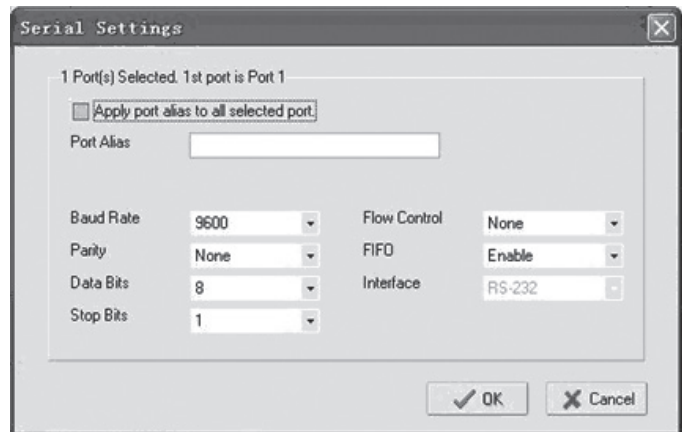 Serial Settings
1 Port(s) Selected. 1st port is Port 1
Apply port alias to all selected port.
Port Alias
Baud Rate 9600 Flow Control None
Parity None FIFO Enable
Data Bits 8 Interface RS-232
Stop Bits 1
OK Cancel